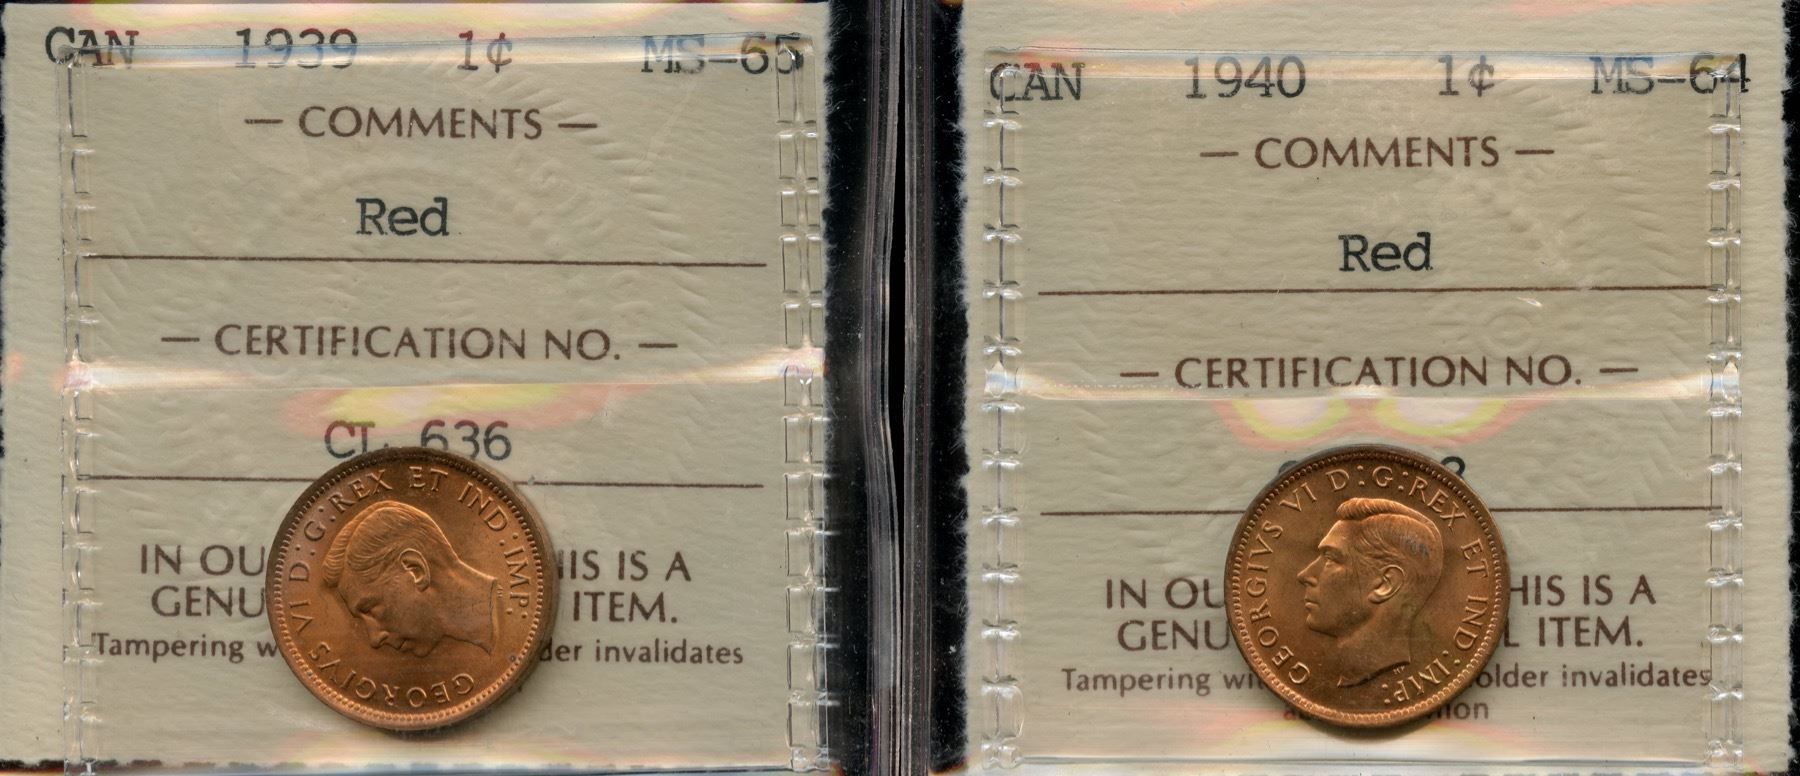 CAN 1939 1¢ MS-65
— COMMENTS —
Red
— CERTIFICATION NO. —
636
IN OU HIS IS A
GENU ITEM.
Tampering w der invalidates
GEORGIVS VI D:G:REX ET IND:IMP:
CAN 1940 1¢ MS-64
— COMMENTS —
Red
— CERTIFICATION NO. —
IN OU HIS IS A
GENU L ITEM.
Tampering wi older invalidates
GEORGIVS VI D:G:REX ET IND:IMP: